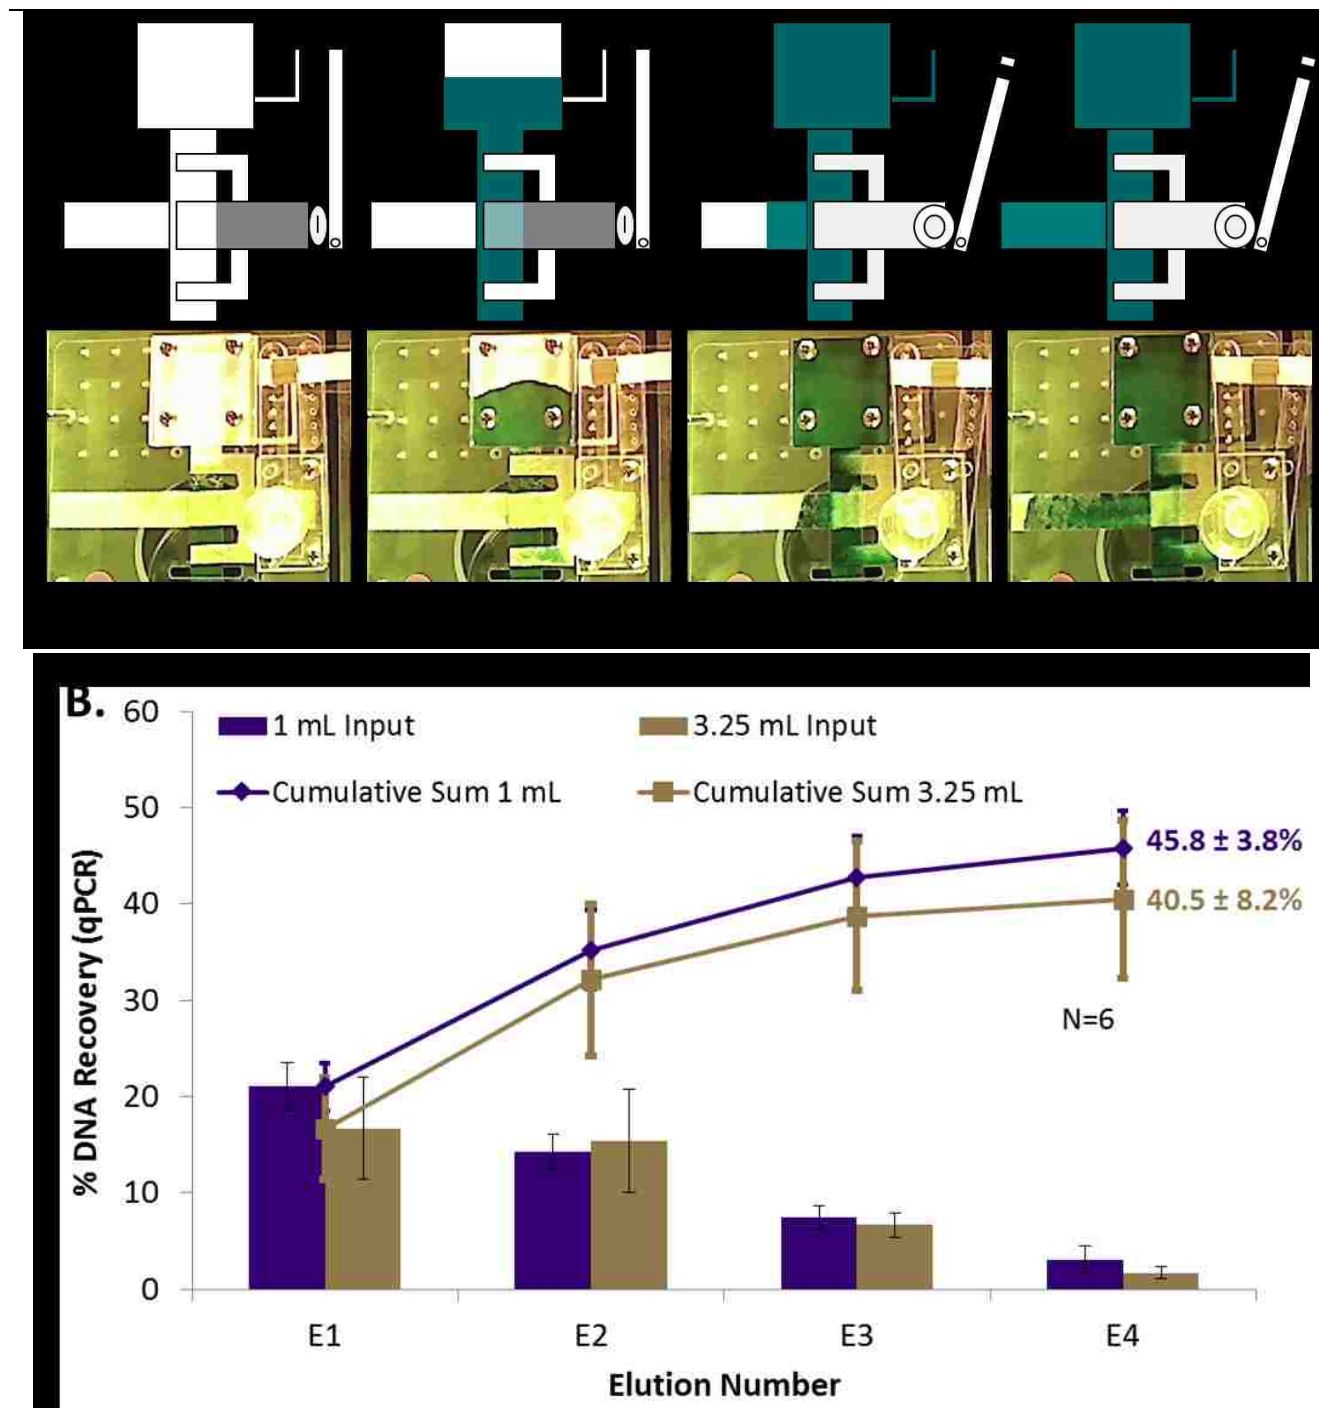 B.
60
1 mL Input
3.25 mL Input
Cumulative Sum 1 mL
Cumulative Sum 3.25 mL
50
45.8 ± 3.8%
40.5 ± 8.2%
40
30
N=6
20
10
0
% DNA Recovery (qPCR)
E1 E2 E3 E4
Elution Number